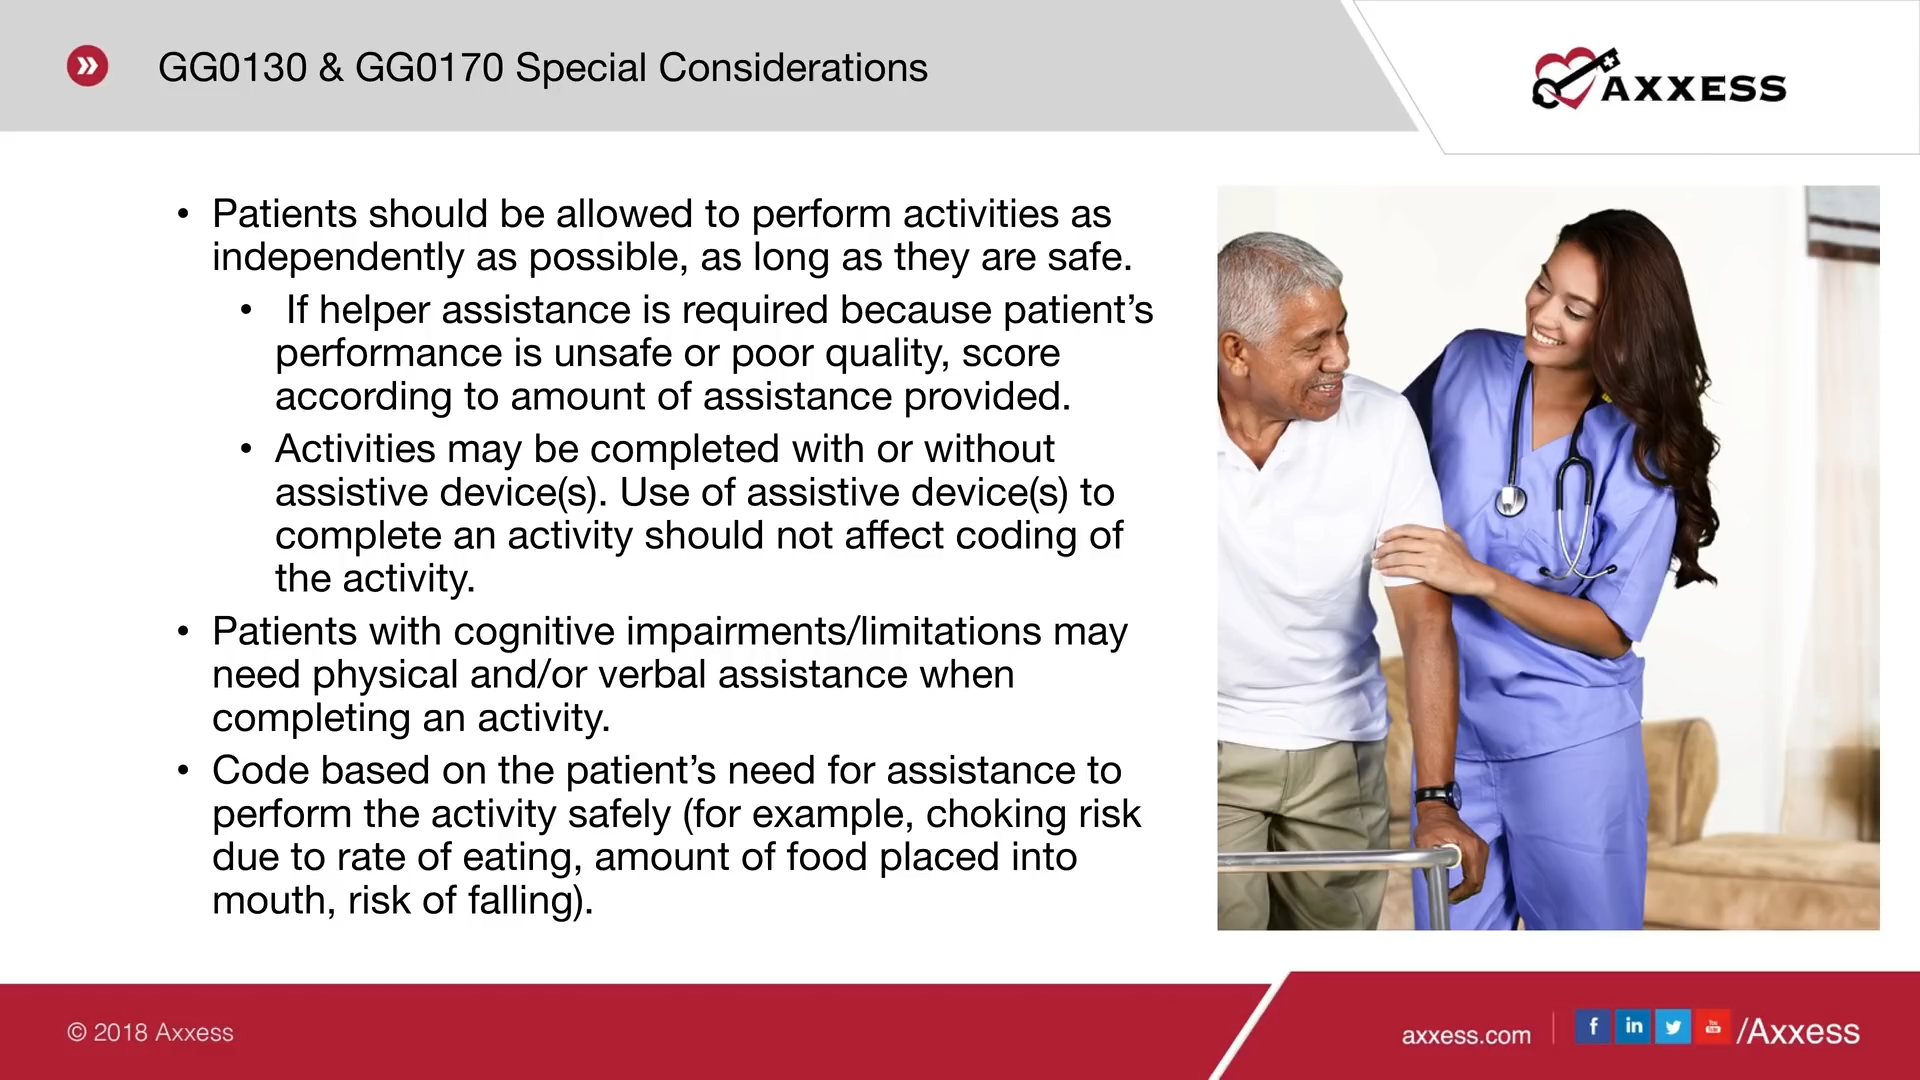 GG0130 & GG0170 Special Considerations
AXXESS
• Patients should be allowed to perform activities as
independently as possible, as long as they are safe.
• If helper assistance is required because patient’s
performance is unsafe or poor quality, score
according to amount of assistance provided.
• Activities may be completed with or without
assistive device(s). Use of assistive device(s) to
complete an activity should not affect coding of
the activity.
• Patients with cognitive impairments/limitations may
need physical and/or verbal assistance when
completing an activity.
• Code based on the patient’s need for assistance to
perform the activity safely (for example, choking risk
due to rate of eating, amount of food placed into
mouth, risk of falling).
© 2018 Axxess
axxess.com | f in You /Axxess